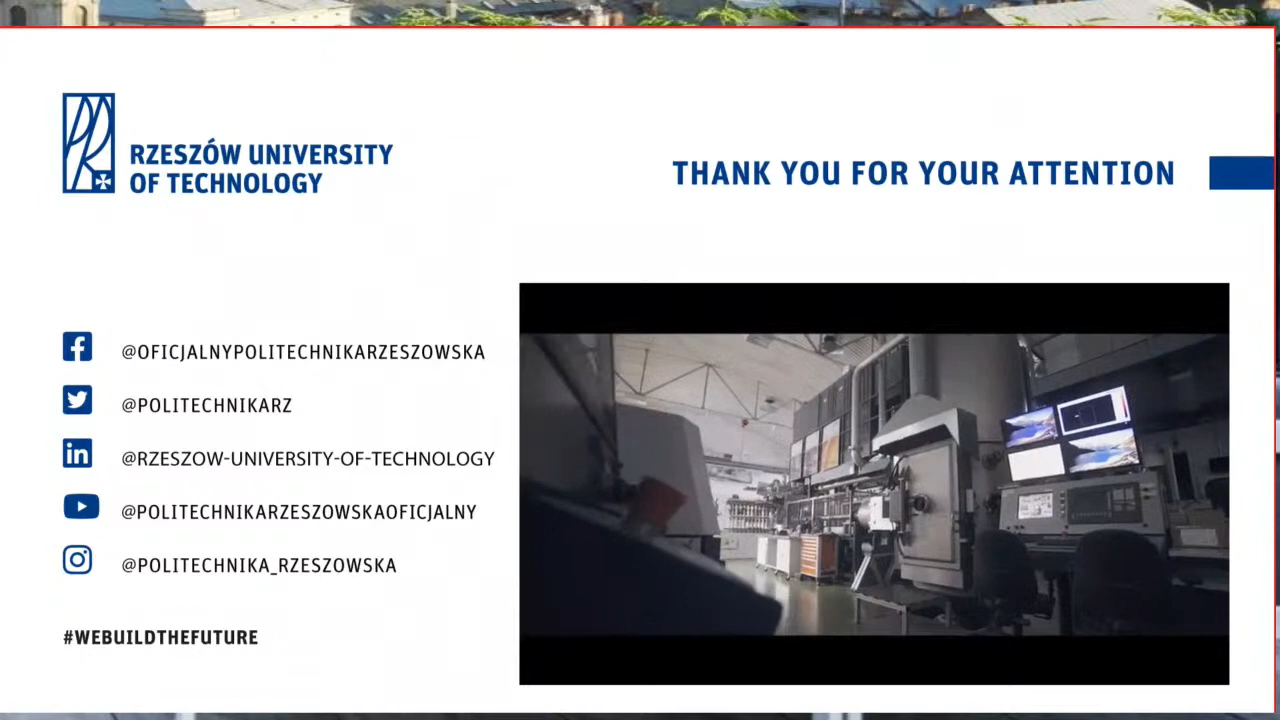 RZESZÓW UNIVERSITY
OF TECHNOLOGY
THANK YOU FOR YOUR ATTENTION
@OFICJALNYPOLITECHNIKARZESZOWSKA
@POLITECHNIKARZ
@RZESZOW-UNIVERSITY-OF-TECHNOLOGY
@POLITECHNIKARZESZOWSKAOFICJALNY
@POLITECHNIKA_RZESZOWSKA
#WEBUILDTHEFUTURE